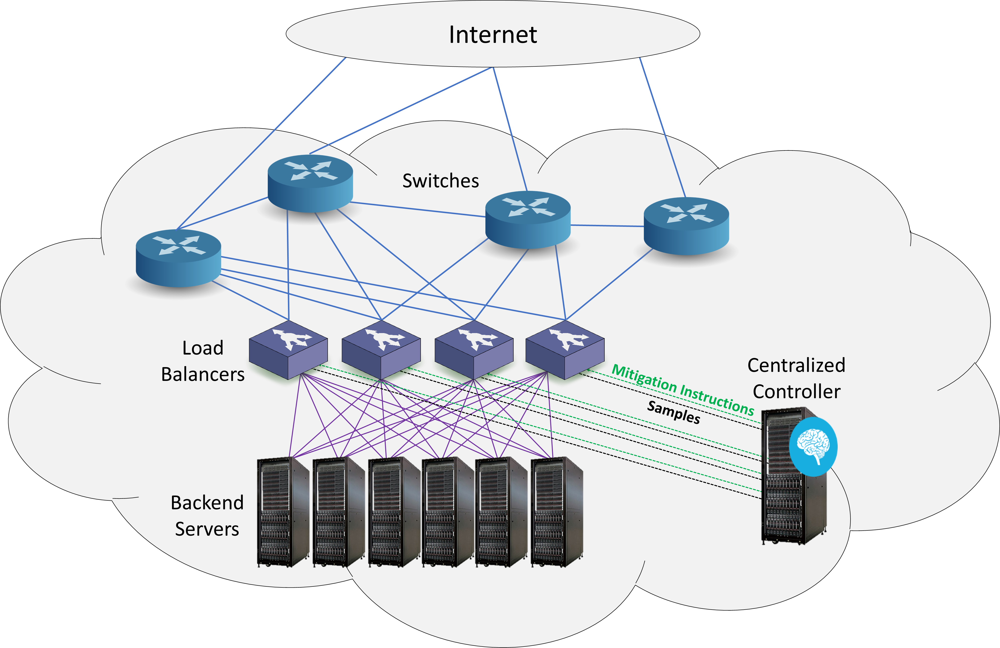 Internet
Switches
Load
Balancers
Mitigation Instructions
Samples
Centralized
Controller
Backend
Servers